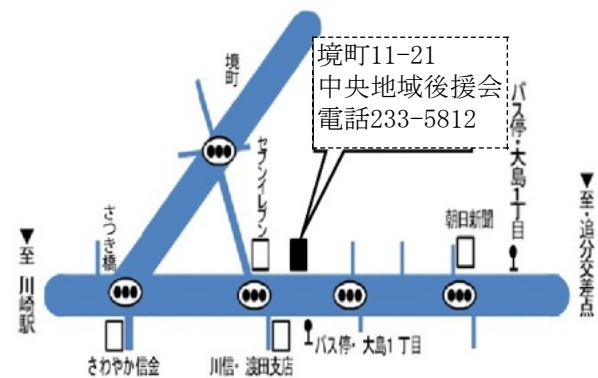 境町11-21
中央地域後援会
電話233-5812
境町
セブンイレブン
バス停・大島1丁目
朝日新聞
さつき橋
▼至 川崎駅
▼至・追分交差点
さわやか信金
川信・渡田支店
バス停・大島1丁目